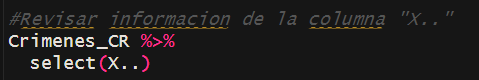 #Revisar informacion de la columna "X.."
Crimenes_CR %>%
select(X..)